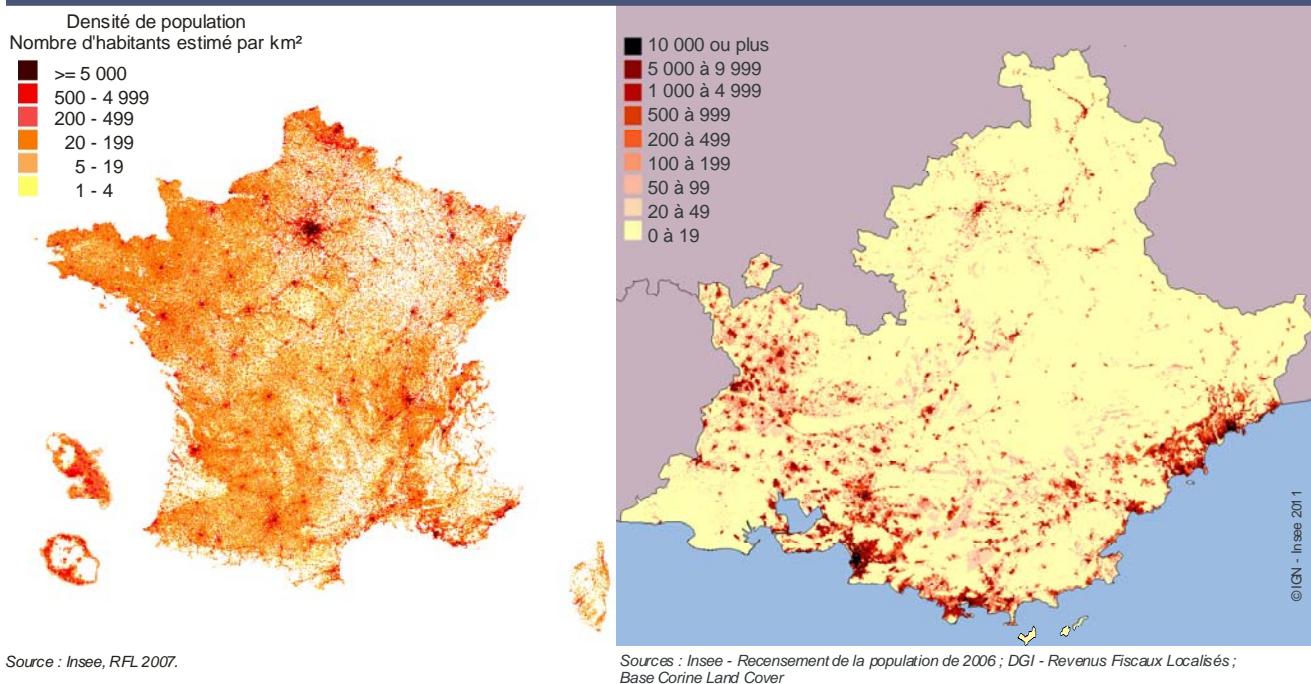 Densité de population
Nombre d'habitants estimé par km²
>= 5 000
500 - 4 999
200 - 499
20 - 199
5 - 19
1 - 4
Source : Insee, RFL 2007.
10 000 ou plus
5 000 à 9 999
1 000 à 4 999
500 à 999
200 à 499
100 à 199
50 à 99
20 à 49
0 à 19
© IGN - Insee 2011
Sources : Insee - Recensement de la population de 2006 ; DGI - Revenus Fiscaux Localisés ;
Base Corine Land Cover